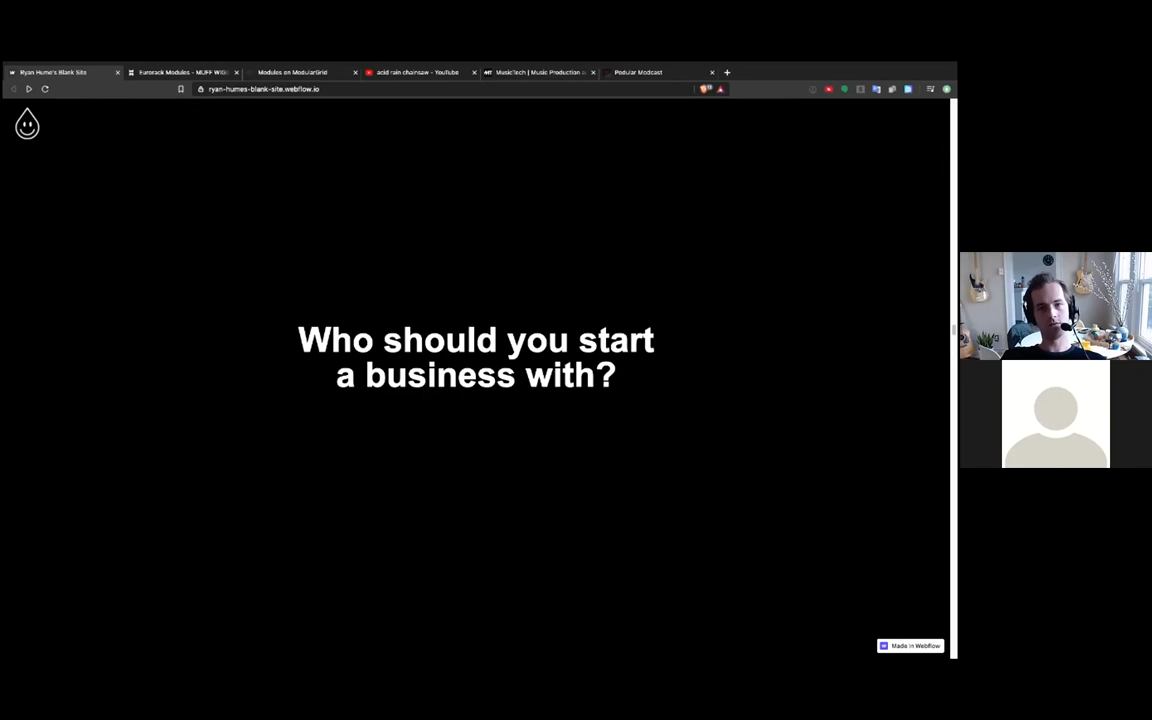 Ryan Hume's Blank Site
Eurorack Modules - MUFF WIG
Modules on ModularGrid
acid rain chainsaw - YouTube
MusicTech | Music Production a
Podular Modcast
ryan-humes-blank-site.webflow.io
Who should you start
a business with?
Made in Webflow